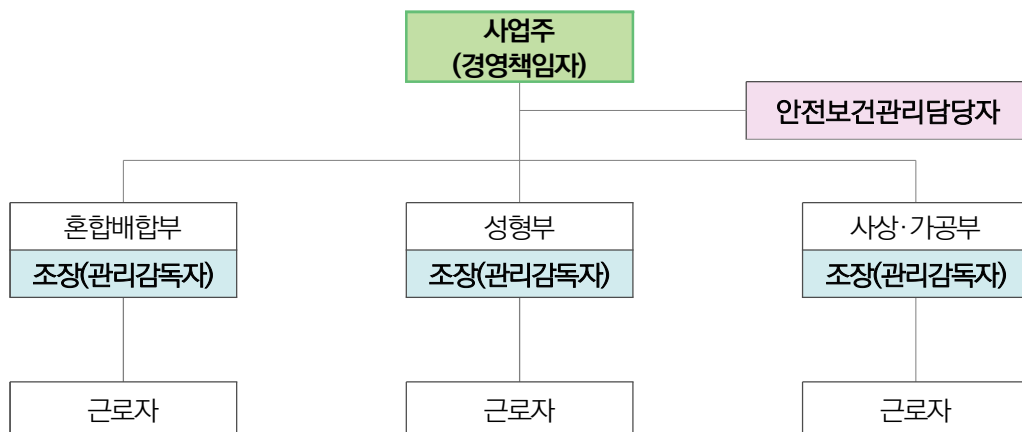 사업주
(경영책임자)
안전보건관리담당자
혼합배합부
성형부
사상·가공부
조장(관리감독자)
조장(관리감독자)
조장(관리감독자)
근로자
근로자
근로자